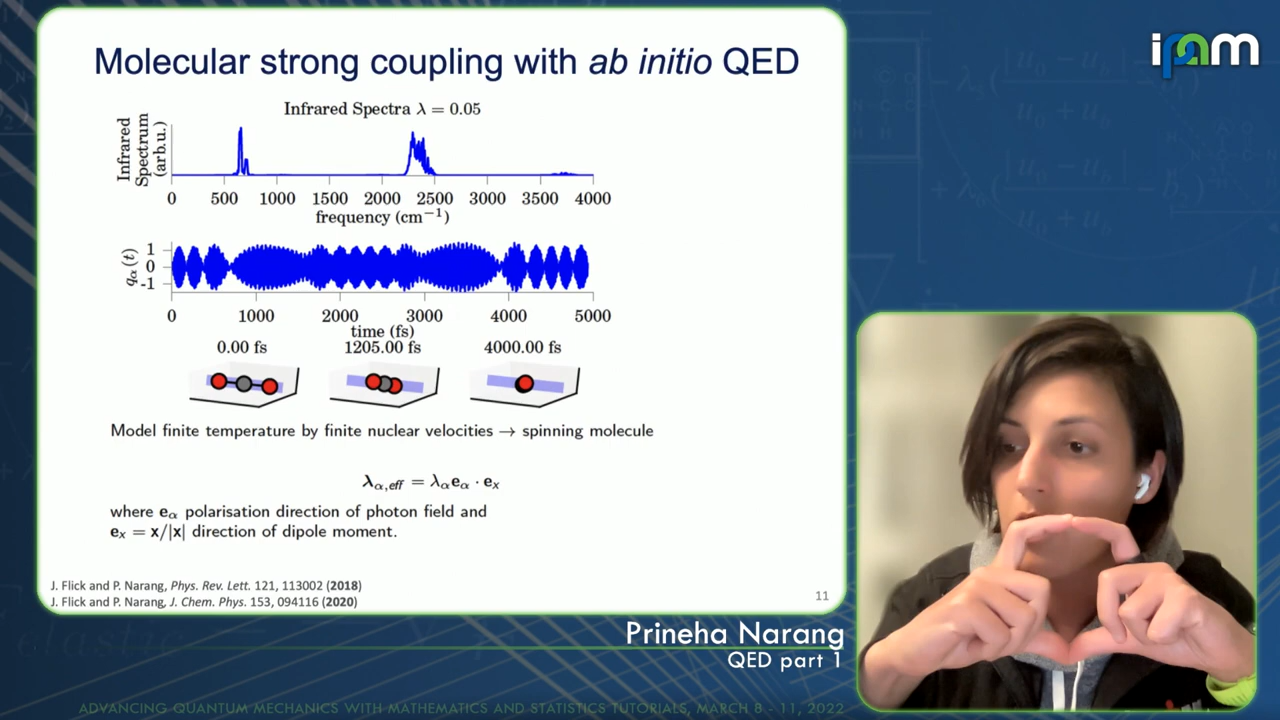 Molecular strong coupling with ab initio QED
ipam
Infrared Spectra λ = 0.05
Infrared
Spectrum
(arb.u.)
0 500 1000 1500 2000 2500 3000 3500 4000
frequency (cm⁻¹)
qα(t)
1
0
-1
0 1000 2000 3000 4000 5000
time (fs)
0.00 fs 1205.00 fs 4000.00 fs
Model finite temperature by finite nuclear velocities → spinning molecule
λα,eff = λαeα · ex
where eα polarisation direction of photon field and
ex = x/|x| direction of dipole moment.
J. Flick and P. Narang, Phys. Rev. Lett. 121, 113002 (2018)
J. Flick and P. Narang, J. Chem. Phys. 153, 094116 (2020)
11
Prineha Narang
QED part 1
ADVANCING QUANTUM MECHANICS WITH MATHEMATICS AND STATISTICS TUTORIALS, MARCH 8 - 11, 2022